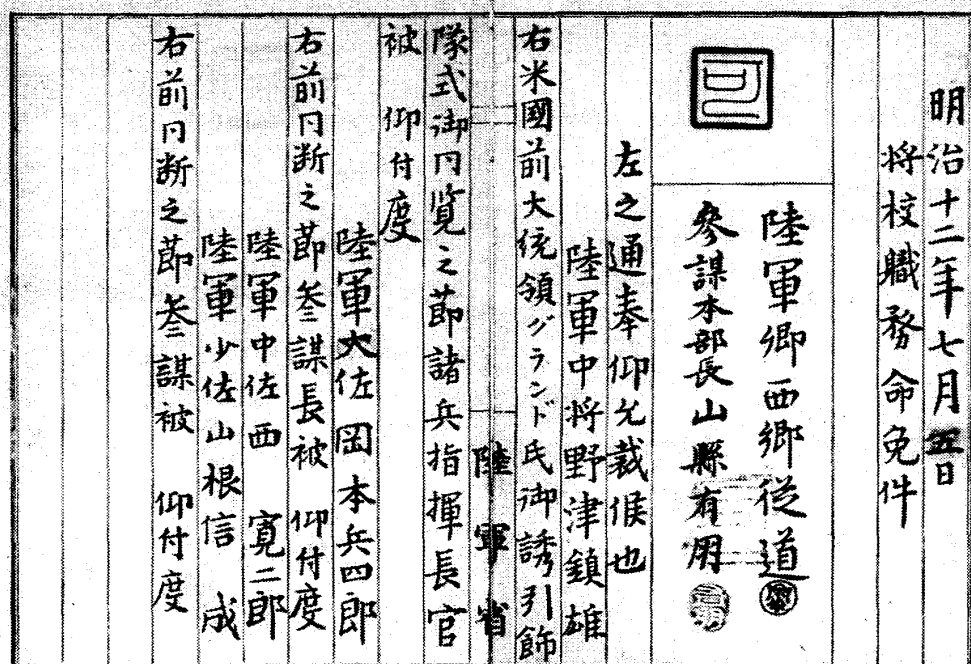 明治十二年七月五日
将校職務命免件
可
陸軍卿西郷従道
参謀本部長山縣有朋
左之通奉仰允裁候也
陸軍中将野津鎮雄
右米國前大統領グランド氏御誘引飾
陸軍省
隊式御円覧之節諸兵指揮長官
被 仰付度
陸軍大佐岡本兵四郎
右前円断之節参謀長被 仰付度
陸軍中佐西 寛二郎
陸軍少佐山根信成
右前円断之節参謀被 仰付度